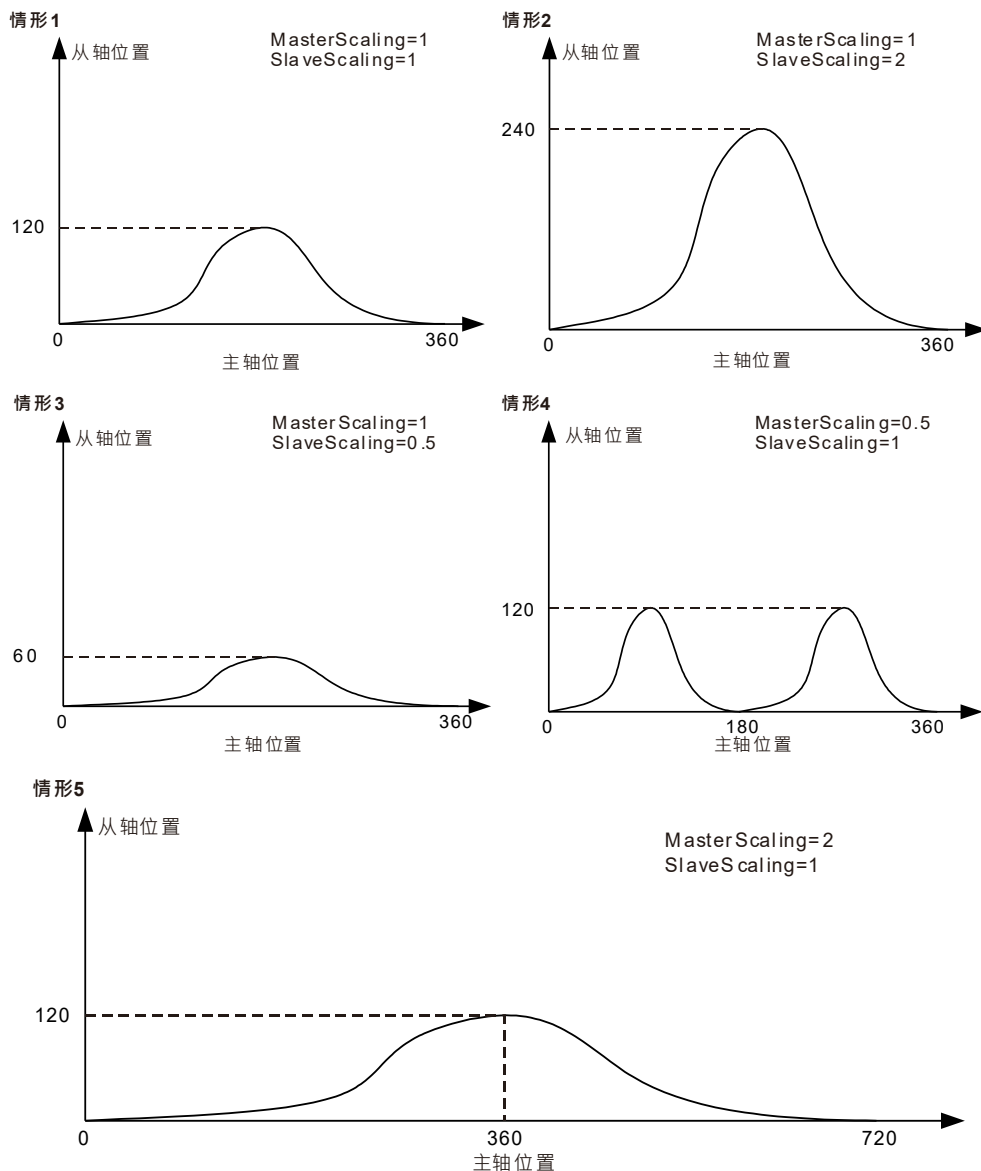 情形1
从轴位置
MasterScaling=1
SlaveScaling=1
120
0
360
主轴位置
情形2
从轴位置
MasterScaling=1
SlaveScaling=2
240
0
360
主轴位置
情形3
从轴位置
MasterScaling=1
SlaveScaling=0.5
60
0
360
主轴位置
情形4
从轴位置
MasterScaling=0.5
SlaveScaling=1
120
0
180
360
主轴位置
情形5
从轴位置
MasterScaling=2
SlaveScaling=1
120
0
360
720
主轴位置